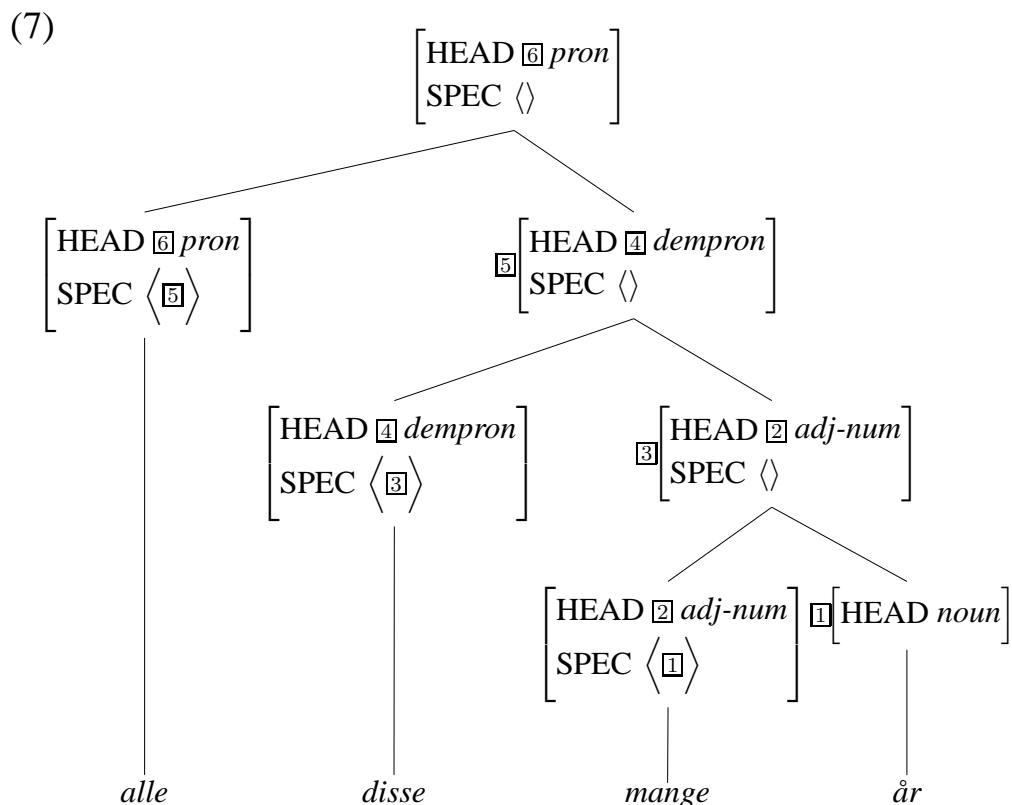 (7)
[HEAD 6 pron
SPEC ⟨⟩]
[HEAD 6 pron
SPEC ⟨5⟩]
5 [HEAD 4 dempron
SPEC ⟨⟩]
[HEAD 4 dempron
SPEC ⟨3⟩]
3 [HEAD 2 adj-num
SPEC ⟨⟩]
[HEAD 2 adj-num
SPEC ⟨1⟩]
1 [HEAD noun]
alle disse mange år